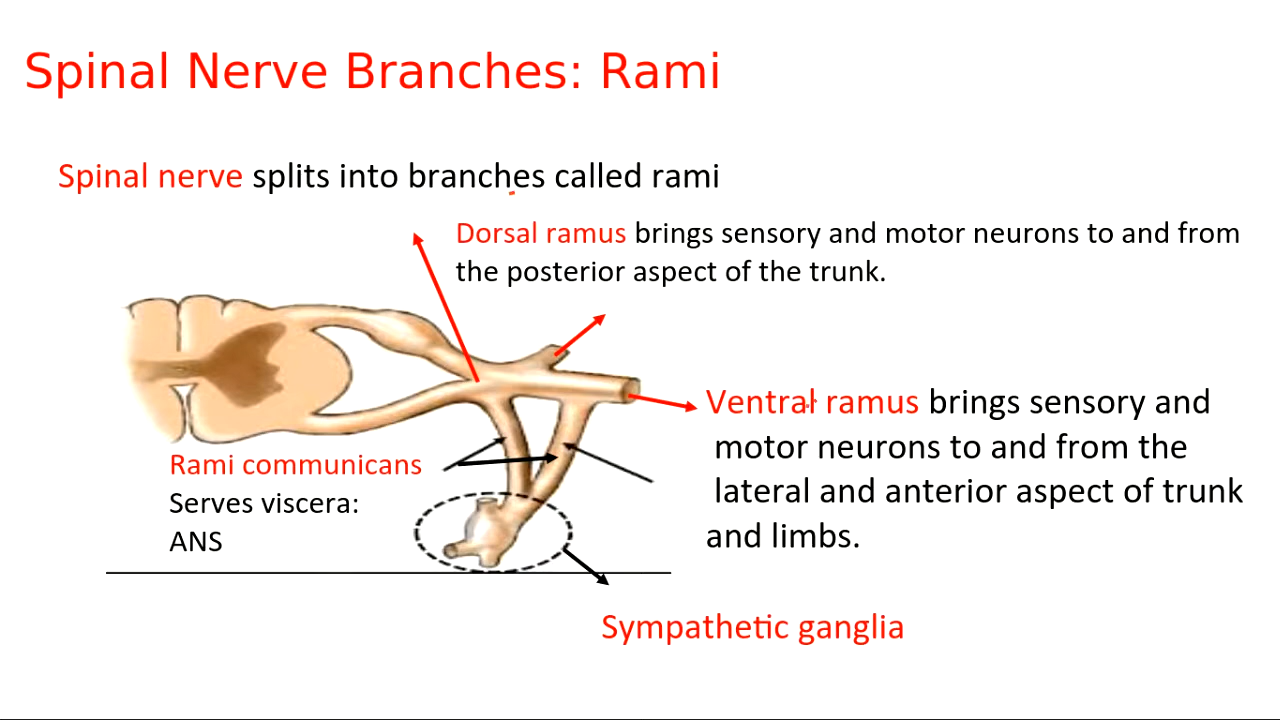 Spinal Nerve Branches: Rami
Spinal nerve splits into branches called rami
Dorsal ramus brings sensory and motor neurons to and from
the posterior aspect of the trunk.
Ventral ramus brings sensory and
motor neurons to and from the
lateral and anterior aspect of trunk
and limbs.
Rami communicans
Serves viscera:
ANS
Sympathetic ganglia